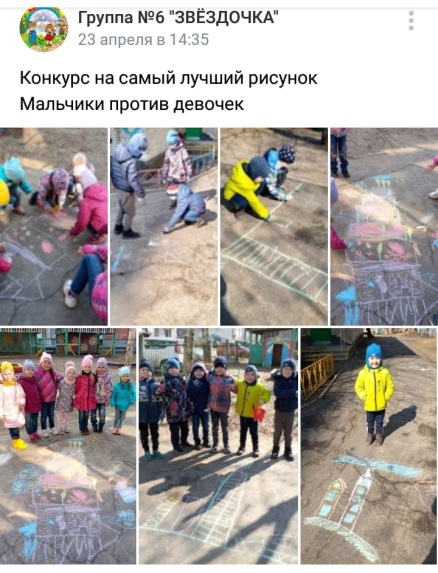 Группа №6 "ЗВЁЗДОЧКА"
23 апреля в 14:35
Конкурс на самый лучший рисунок
Мальчики против девочек